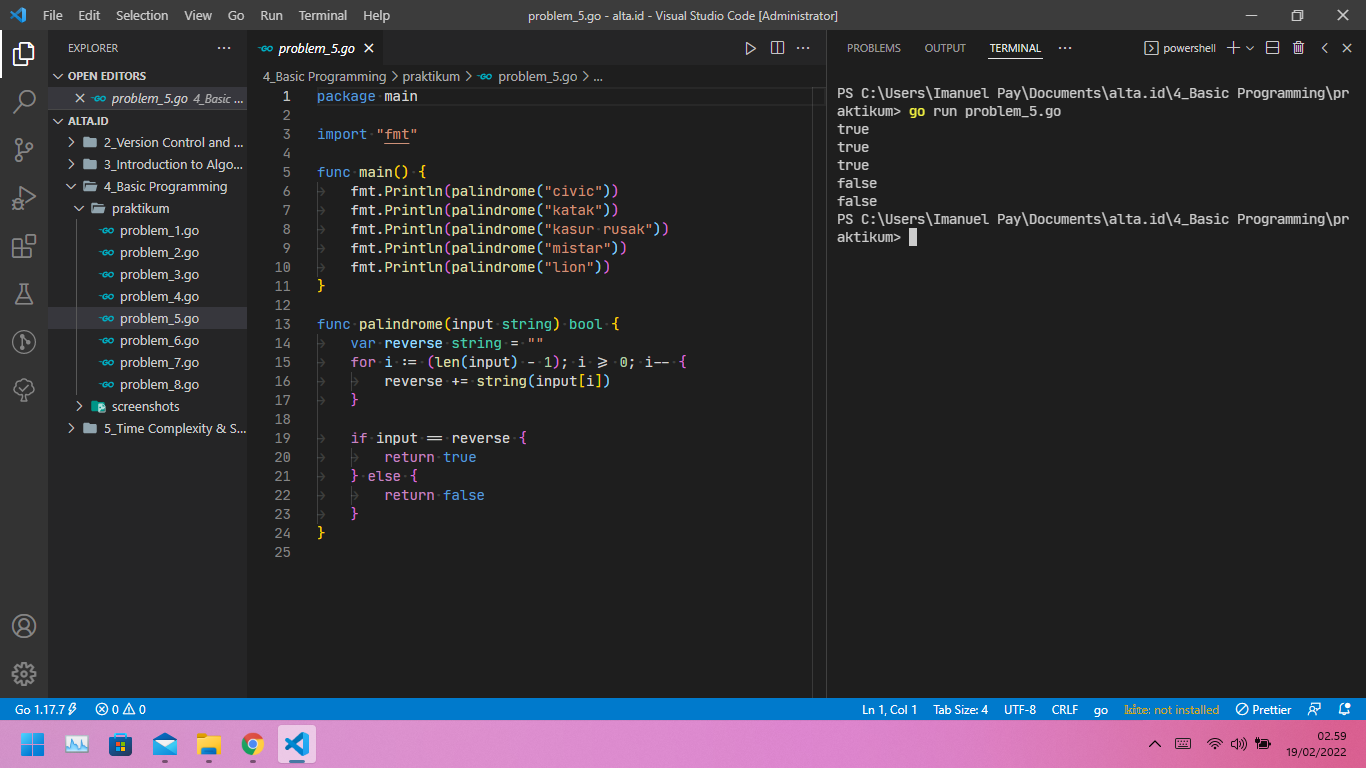 File Edit Selection View Go Run Terminal Help
problem_5.go - alta.id - Visual Studio Code [Administrator]
EXPLORER
OPEN EDITORS
problem_5.go 4_Basic ...
ALTA.ID
2_Version Control and ...
3_Introduction to Algo...
4_Basic Programming
praktikum
problem_1.go
problem_2.go
problem_3.go
problem_4.go
problem_5.go
problem_6.go
problem_7.go
problem_8.go
screenshots
5_Time Complexity & S...
problem_5.go
4_Basic Programming > praktikum > problem_5.go > ...
1 package main
2
3 import "fmt"
4
5 func main() {
6 fmt.Println(palindrome("civic"))
7 fmt.Println(palindrome("katak"))
8 fmt.Println(palindrome("kasur rusak"))
9 fmt.Println(palindrome("mistar"))
10 fmt.Println(palindrome("lion"))
11 }
12
13 func palindrome(input string) bool {
14 var reverse string = ""
15 for i := (len(input) - 1); i >= 0; i-- {
16 reverse += string(input[i])
17 }
18
19 if input == reverse {
20 return true
21 } else {
22 return false
23 }
24 }
25
PROBLEMS OUTPUT TERMINAL ... powershell
PS C:\Users\Imanuel Pay\Documents\alta.id\4_Basic Programming\pr
aktikum> go run problem_5.go
true
true
true
false
false
PS C:\Users\Imanuel Pay\Documents\alta.id\4_Basic Programming\pr
aktikum>
Go 1.17.7 0 0 Ln 1, Col 1 Tab Size: 4 UTF-8 CRLF go kite: not installed Prettier
02.59
19/02/2022